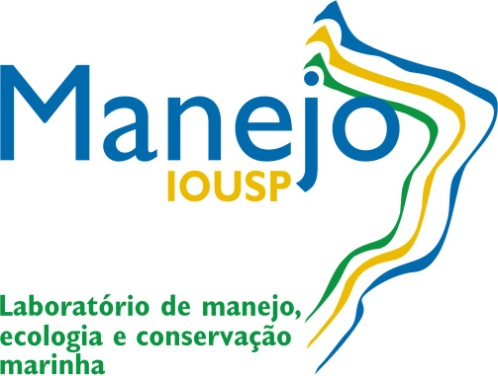 Manejo
IOUSP
Laboratório de manejo,
ecologia e conservação
marinha